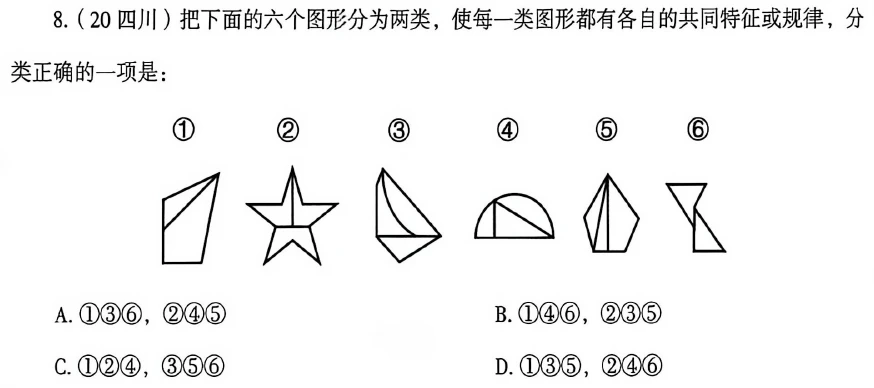 8.（20 四川）把下面的六个图形分为两类，使每一类图形都有各自的共同特征或规律，分
类正确的一项是：
① ② ③ ④ ⑤ ⑥
A. ①③⑥，②④⑤ B. ①④⑥，②③⑤
C. ①②④，③⑤⑥ D. ①③⑤，②④⑥